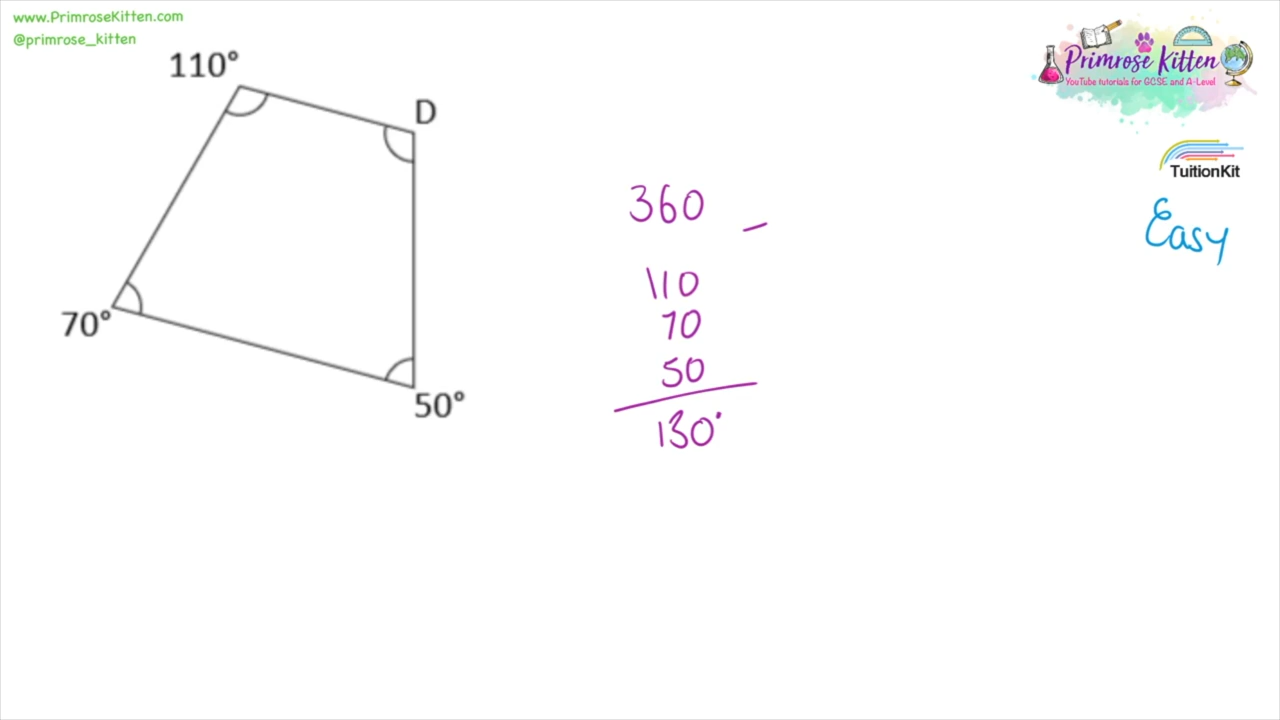 www.PrimroseKitten.com
@primrose_kitten
110°
D
70°
50°
360 -
110
70
50
130°
Primrose Kitten
YouTube tutorials for GCSE and A-Level
TuitionKit
Easy